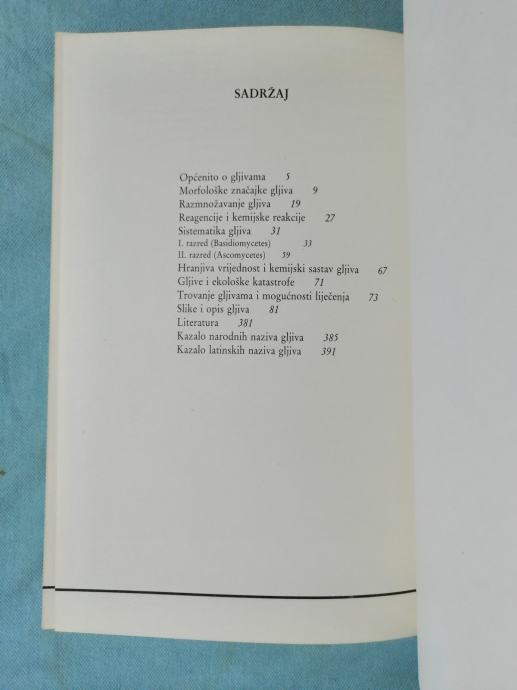 SADRŽAJ
Općenito o gljivama 5
Morfološke značajke gljiva 9
Razmnožavanje gljiva 19
Reagencije i kemijske reakcije 27
Sistematika gljiva 31
I. razred (Basidiomycetes) 33
II. razred (Ascomycetes) 59
Hranjiva vrijednost i kemijski sastav gljiva 67
Gljive i ekološke katastrofe 71
Trovanje gljivama i mogućnosti liječenja 73
Slike i opis gljiva 81
Literatura 381
Kazalo narodnih naziva gljiva 385
Kazalo latinskih naziva gljiva 391